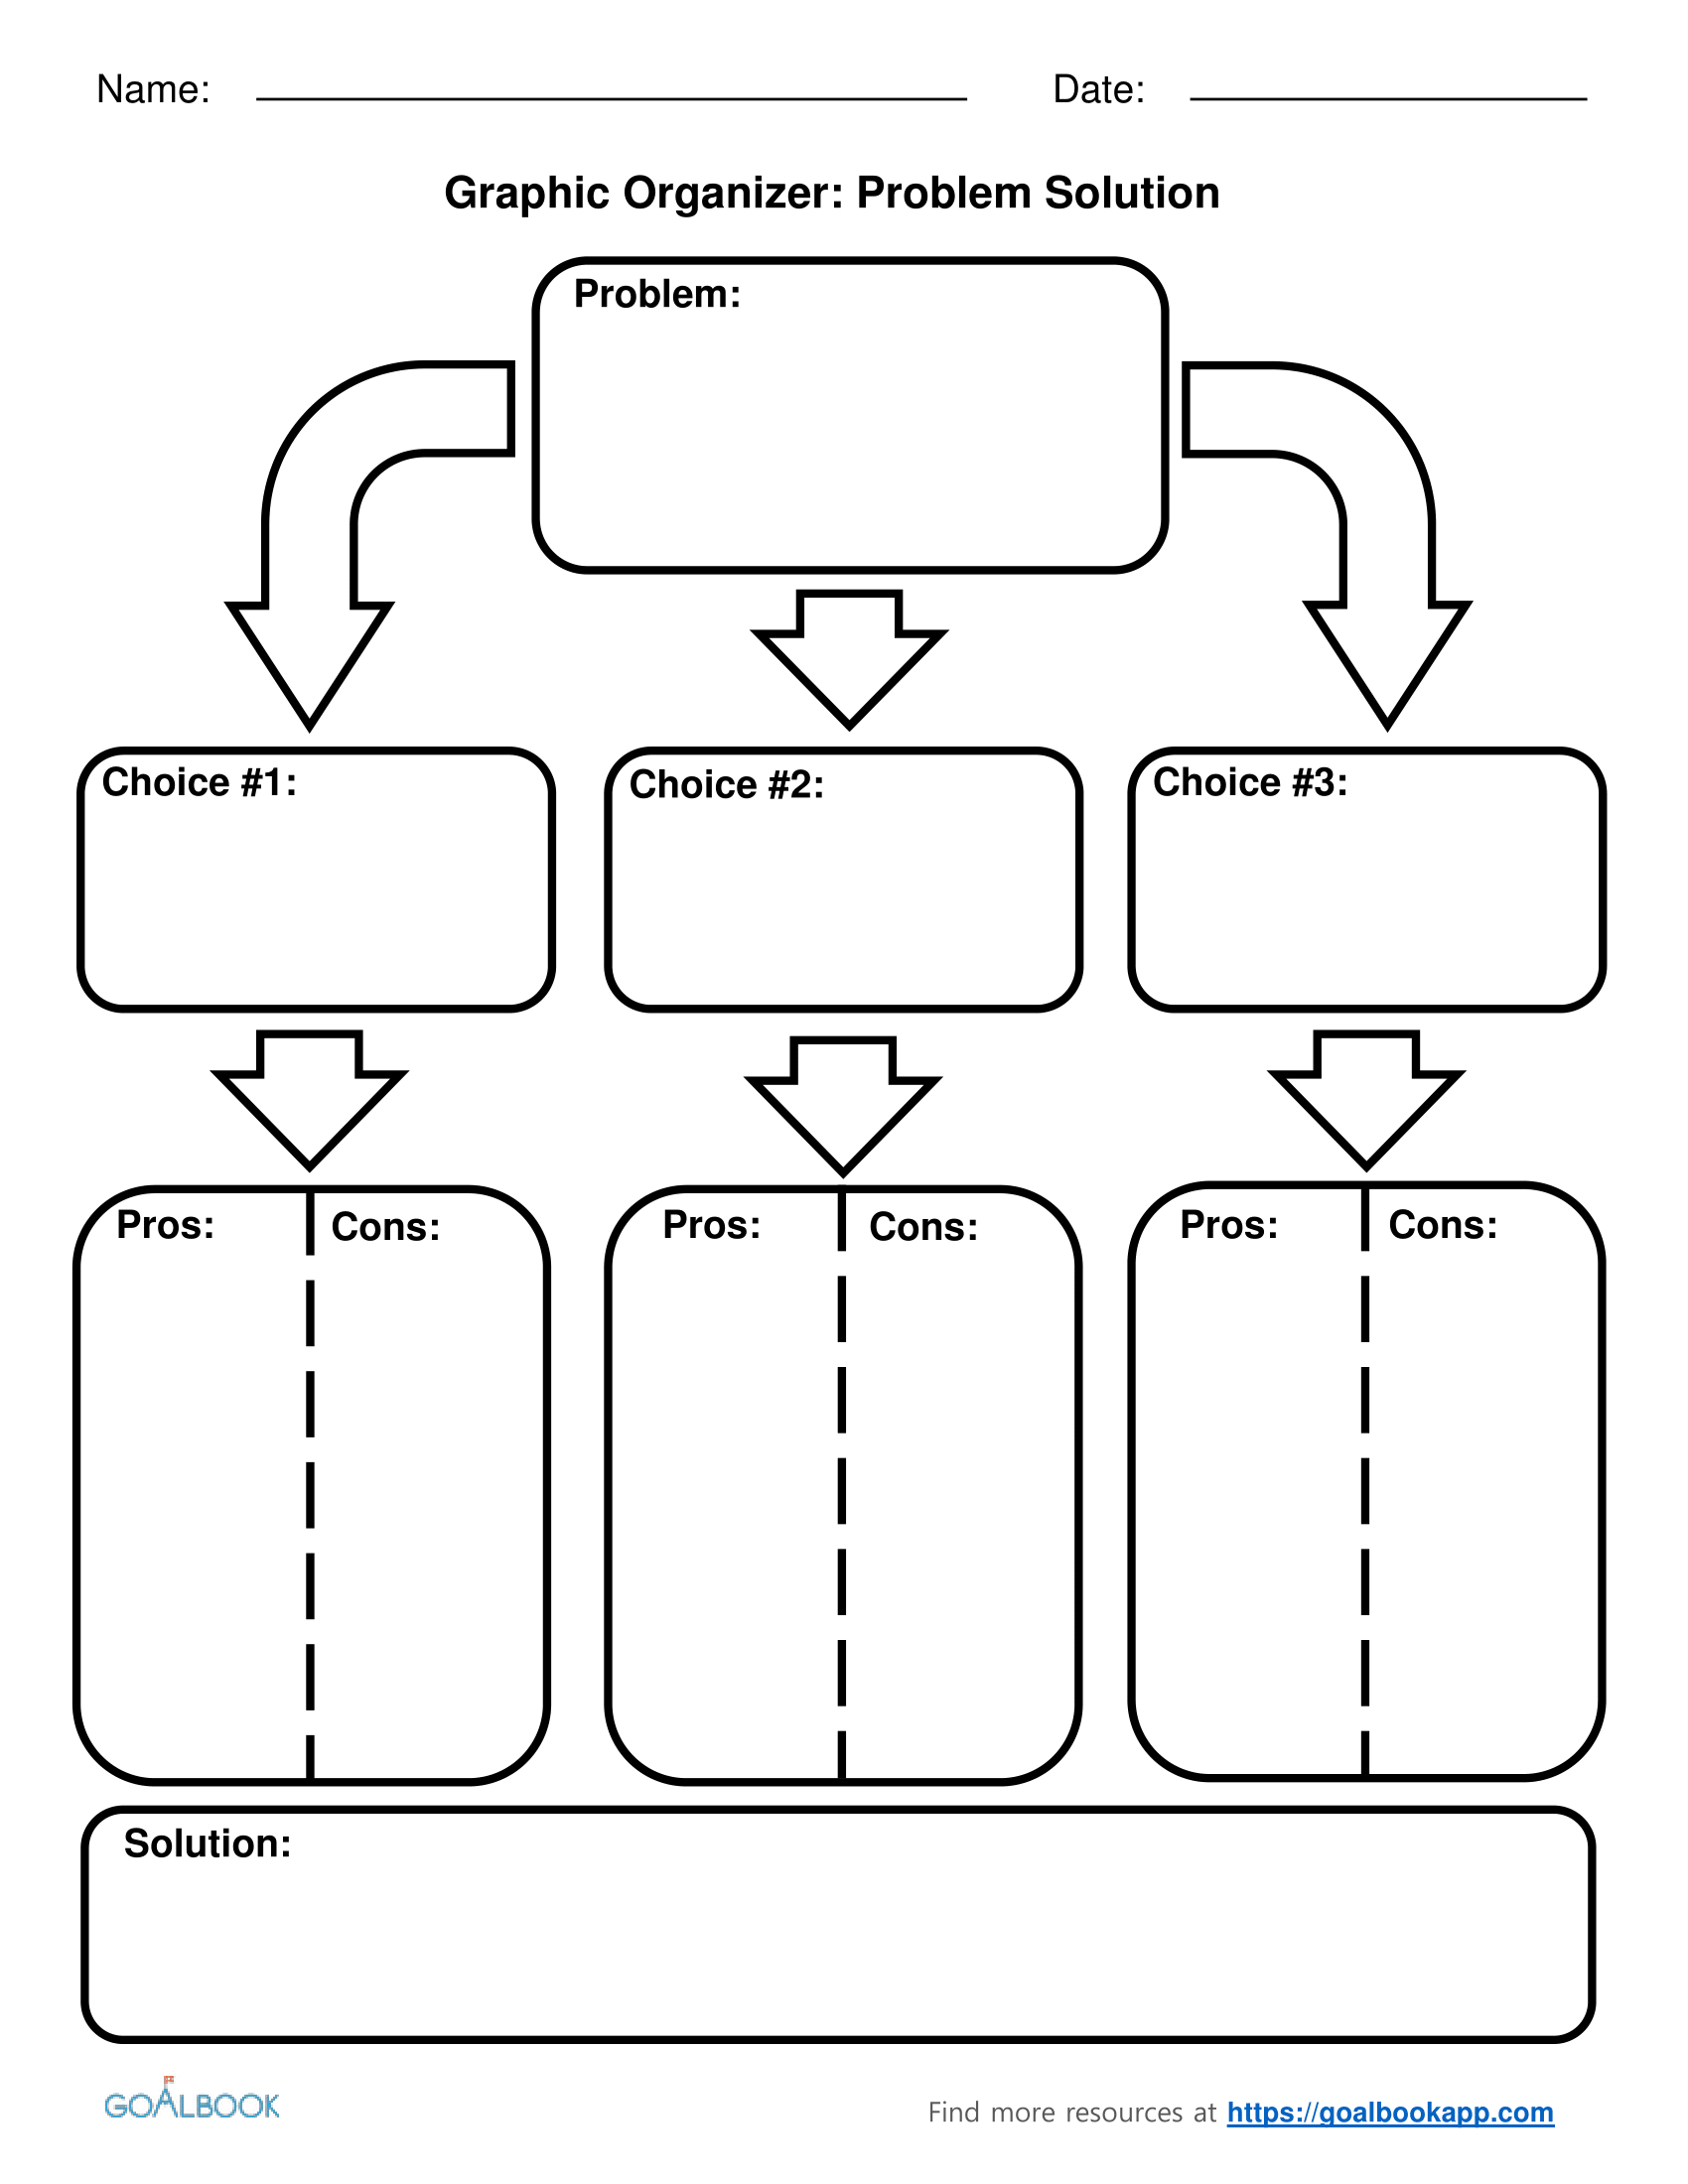 Name: Date:
Graphic Organizer: Problem Solution
Problem:
Choice #1: Choice #2: Choice #3:
Pros: Cons: Pros: Cons: Pros: Cons:
Solution:
GOALBOOK
Find more resources at https://goalbookapp.com